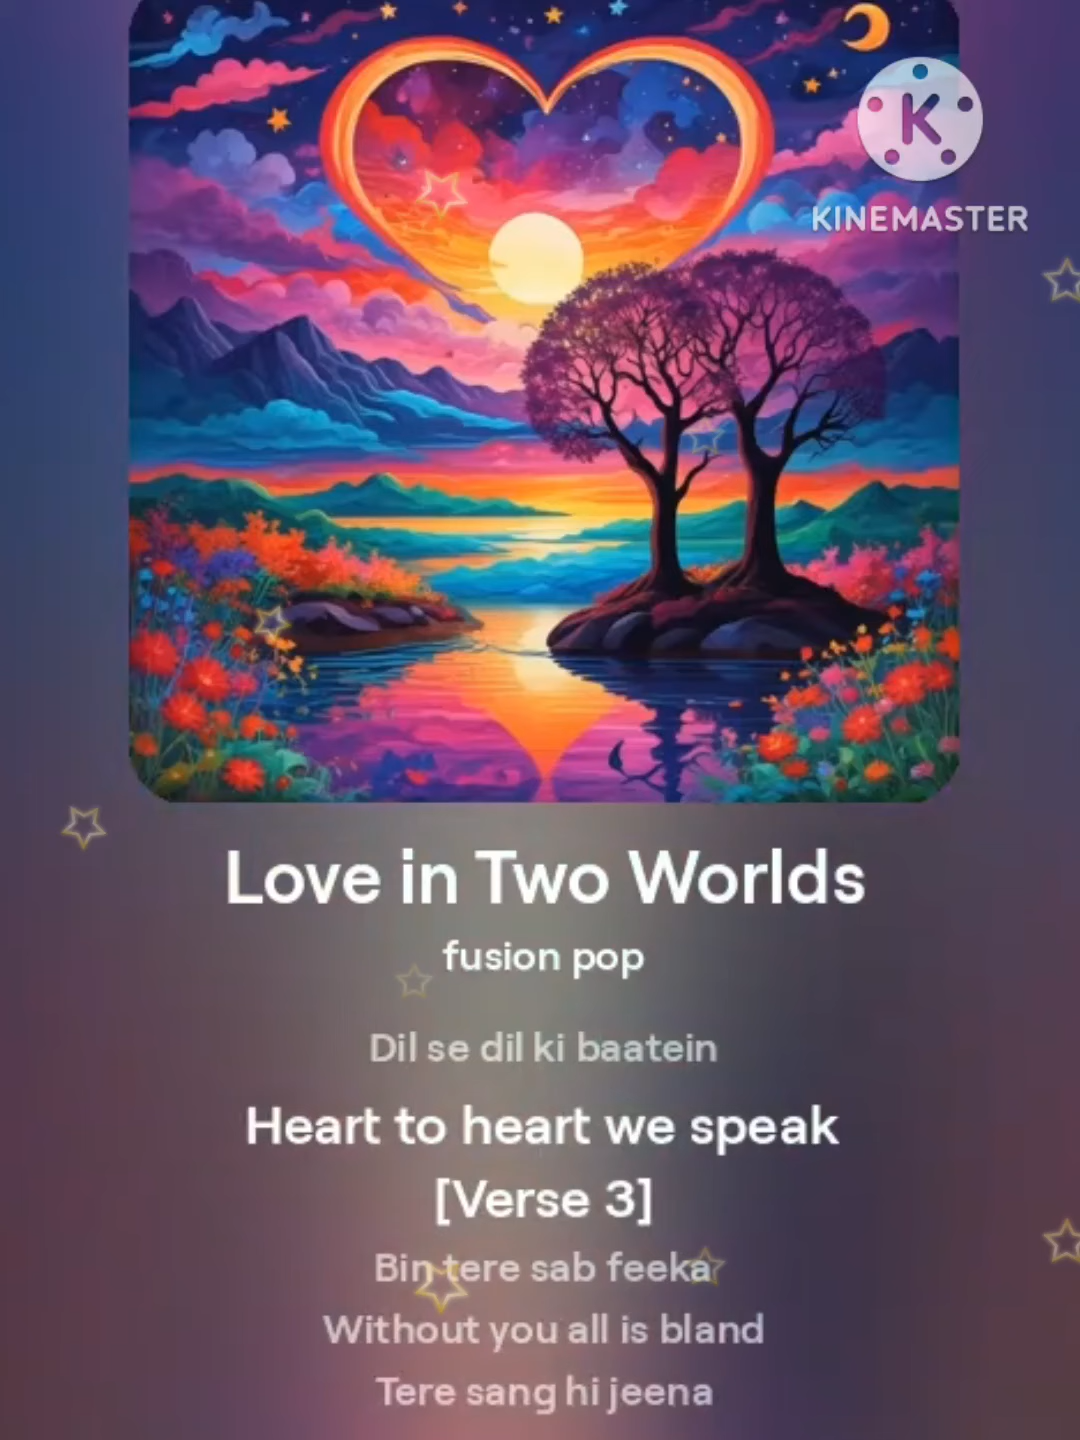 K
KINEMASTER
Love in Two Worlds
fusion pop
Dil se dil ki baatein
Heart to heart we speak
[Verse 3]
Bin tere sab feeka
Without you all is bland
Tere sang hi jeena